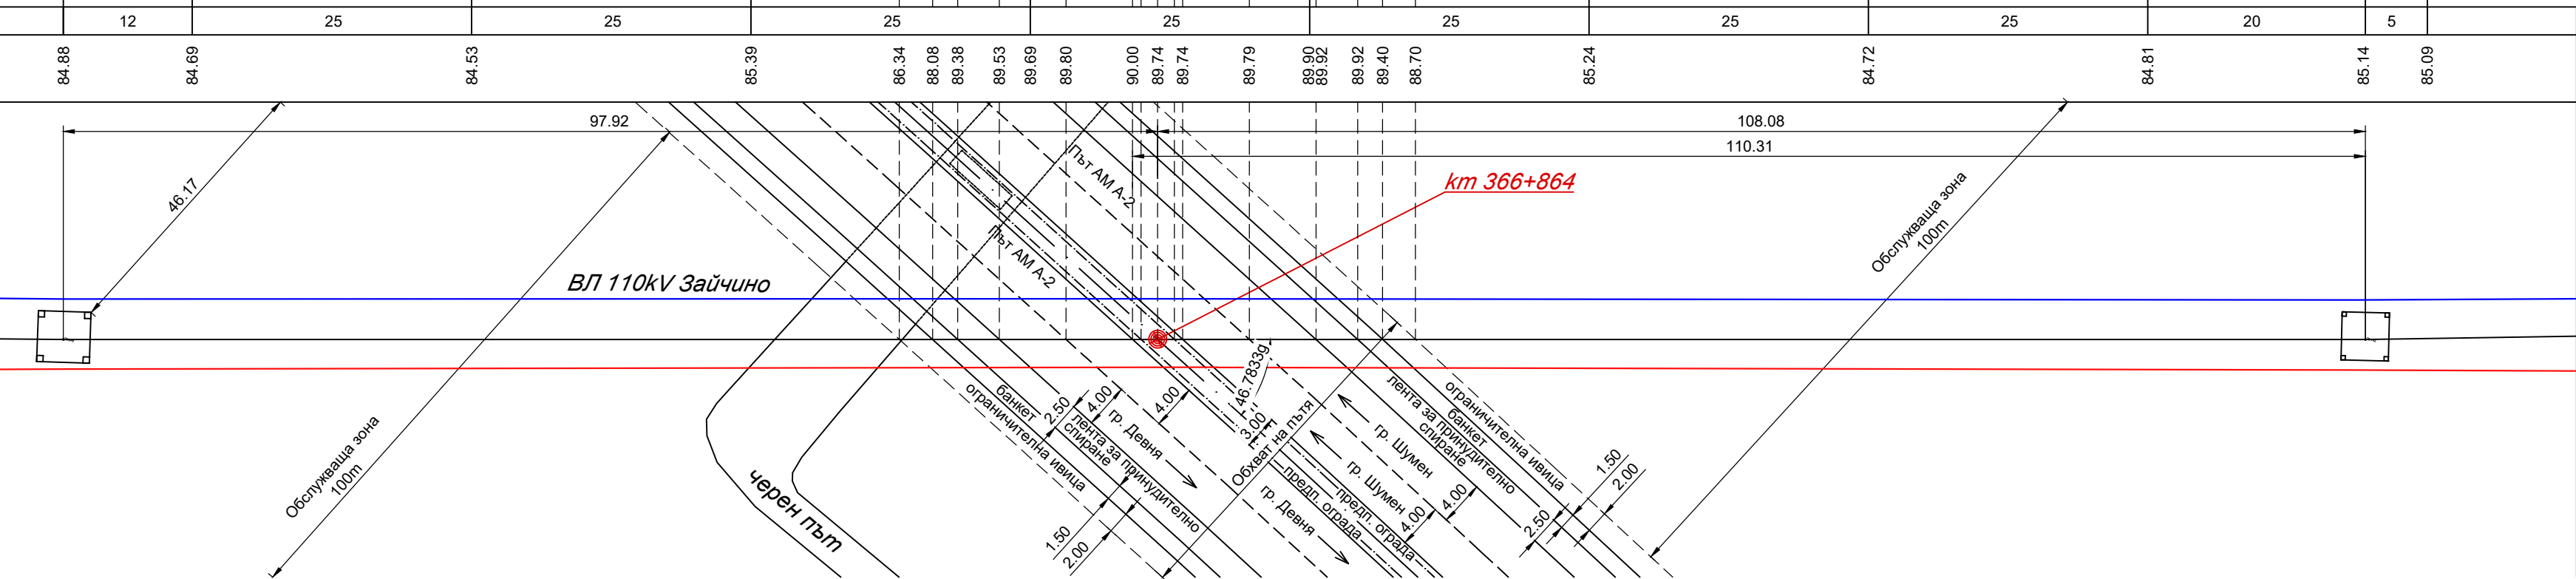 12
25
25
25
25
25
25
25
20
5
84.88
84.69
84.53
85.39
86.34
88.08
89.38
89.53
89.69
89.80
90.00
89.74
89.74
89.79
89.90
89.92
89.92
89.40
88.70
85.24
84.72
84.81
85.14
85.09
97.92
108.08
110.31
46.17
Път АМ А-2
Път АМ А-2
km 366+864
Обслужваща зона
100m
ВЛ 110kV Зайчино
46.7833g
Обслужваща зона
100m
черен път
ограничителна ивица
банкет
лента за принудително
спиране
2.50
4.00
4.00
гр. Девня
гр. Девня
3.00
Обхват на пътя
предп. ограда
предп. ограда
гр. Шумен
гр. Шумен
4.00
4.00
лента за принудително
спиране
банкет
ограничителна ивица
1.50
2.00
2.50
1.50
2.00